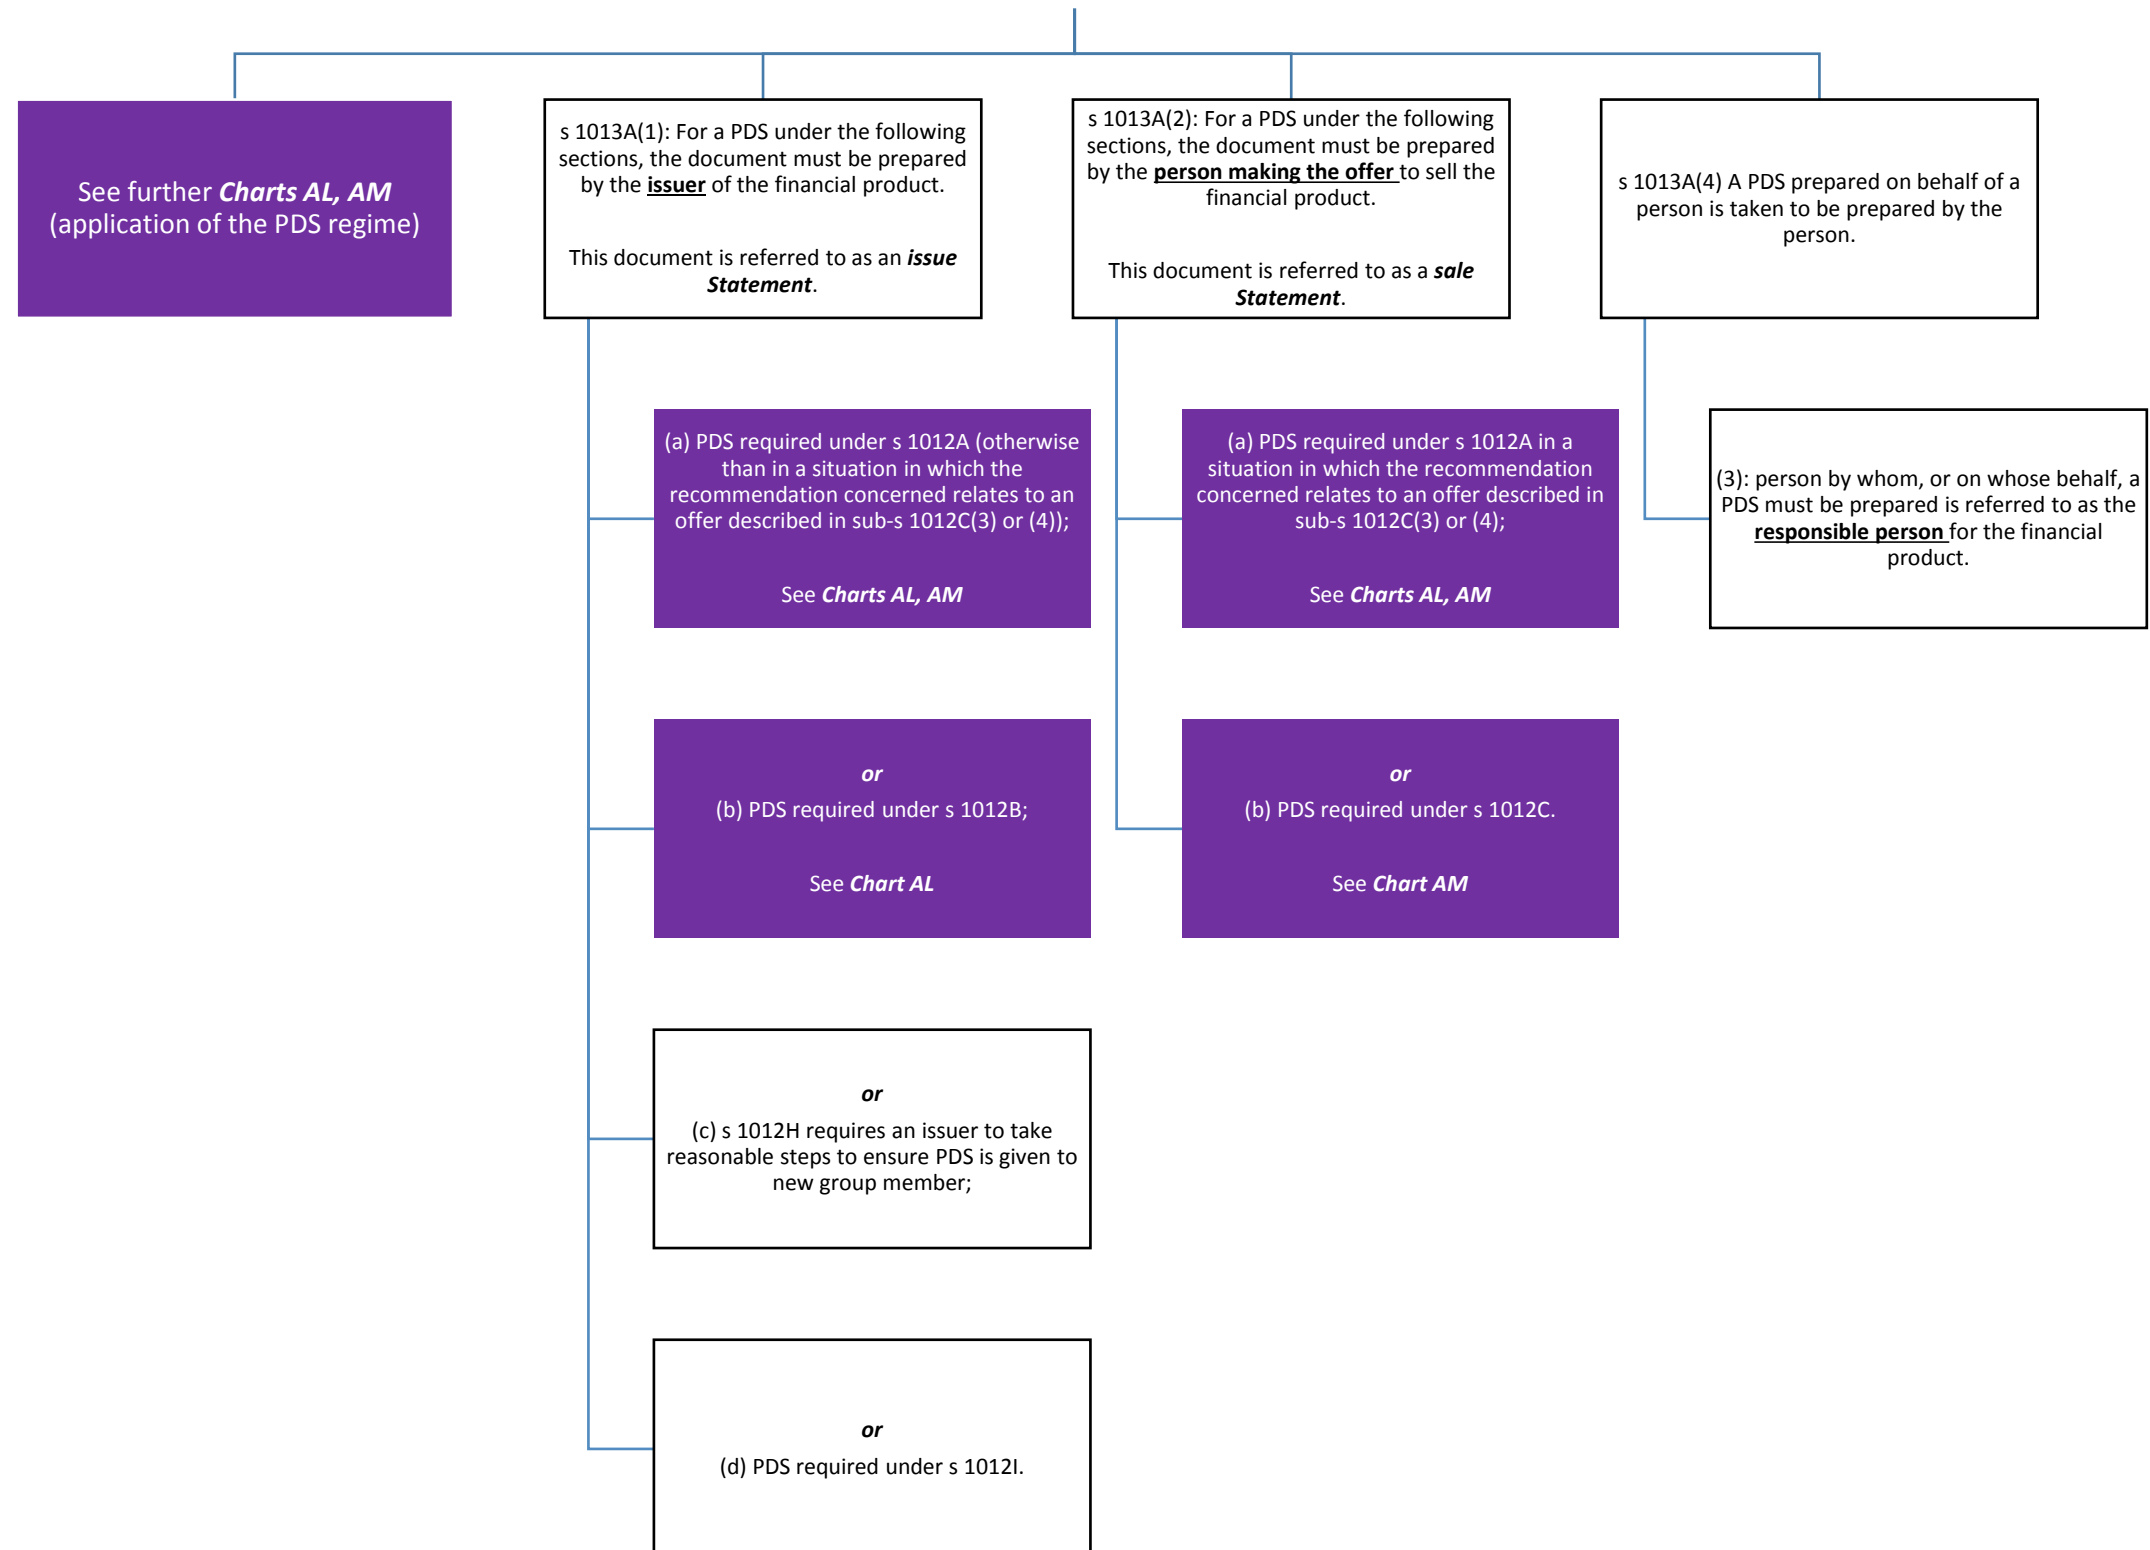 See further Charts AL, AM
(application of the PDS regime)
s 1013A(1): For a PDS under the following
sections, the document must be prepared
by the issuer of the financial product.
This document is referred to as an issue
Statement.
(a) PDS required under s 1012A (otherwise
than in a situation in which the
recommendation concerned relates to an
offer described in sub-s 1012C(3) or (4));
See Charts AL, AM
or
(b) PDS required under s 1012B;
See Chart AL
or
(c) s 1012H requires an issuer to take
reasonable steps to ensure PDS is given to
new group member;
or
(d) PDS required under s 1012I.
s 1013A(2): For a PDS under the following
sections, the document must be prepared
by the person making the offer to sell the
financial product.
This document is referred to as a sale
Statement.
(a) PDS required under s 1012A in a
situation in which the recommendation
concerned relates to an offer described in
sub-s 1012C(3) or (4);
See Charts AL, AM
or
(b) PDS required under s 1012C.
See Chart AM
s 1013A(4) A PDS prepared on behalf of a
person is taken to be prepared by the
person.
(3): person by whom, or on whose behalf, a
PDS must be prepared is referred to as the
responsible person for the financial
product.